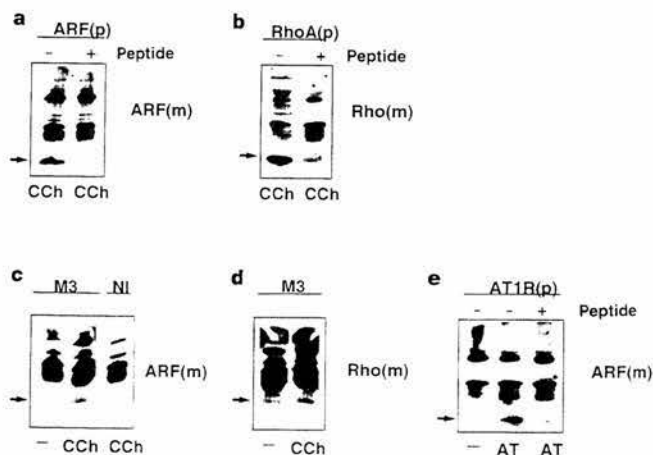 a
ARF(p)
- + Peptide
ARF(m)
CCh CCh
b
RhoA(p)
- + Peptide
Rho(m)
CCh CCh
c
M3 NI
ARF(m)
- CCh CCh
d
M3
Rho(m)
- CCh
e
AT1R(p)
- - + Peptide
ARF(m)
- AT AT